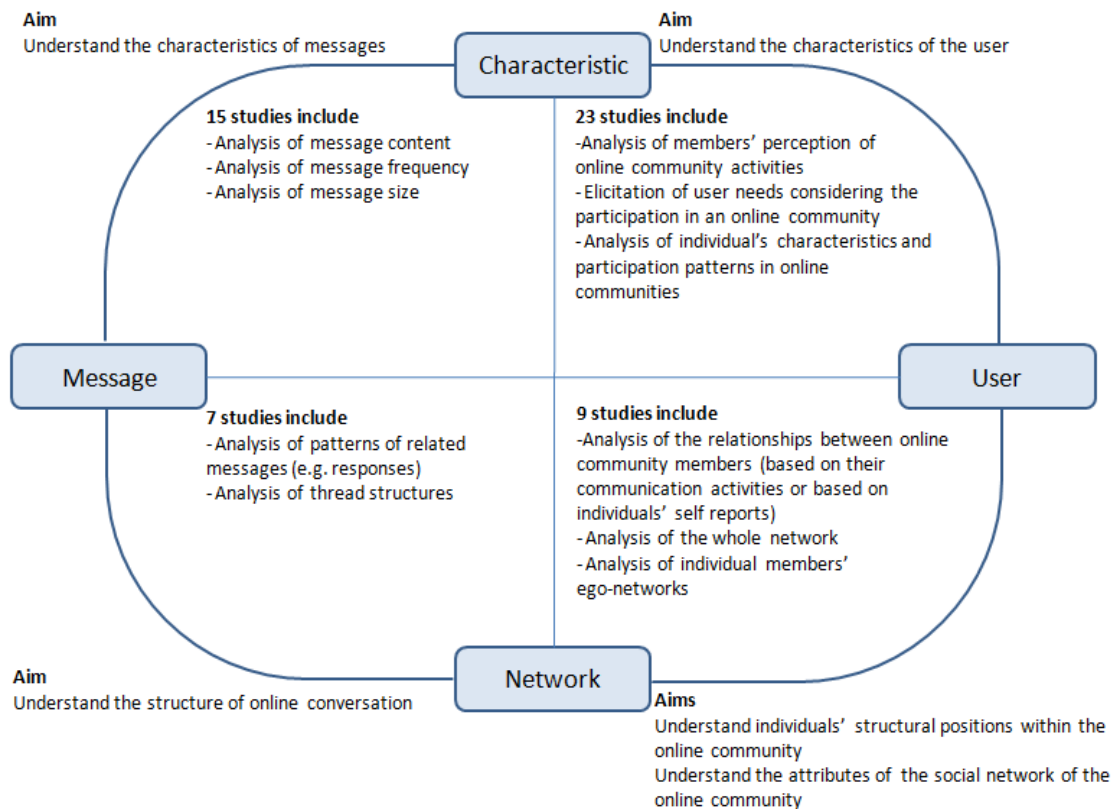 Aim
Understand the characteristics of messages
Aim
Understand the characteristics of the user
Characteristic
15 studies include
-Analysis of message content
-Analysis of message frequency
-Analysis of message size
23 studies include
-Analysis of members' perception of
online community activities
-Elicitation of user needs considering the
participation in an online community
-Analysis of individual's characteristics and
participation patterns in online
communities
Message
User
7 studies include
-Analysis of patterns of related
messages (e.g. responses)
-Analysis of thread structures
9 studies include
-Analysis of the relationships between online
community members (based on their
communication activities or based on
individuals' self reports)
-Analysis of the whole network
-Analysis of individual members'
ego-networks
Network
Aim
Understand the structure of online conversation
Aims
Understand individuals' structural positions within the
online community
Understand the attributes of the social network of the
online community